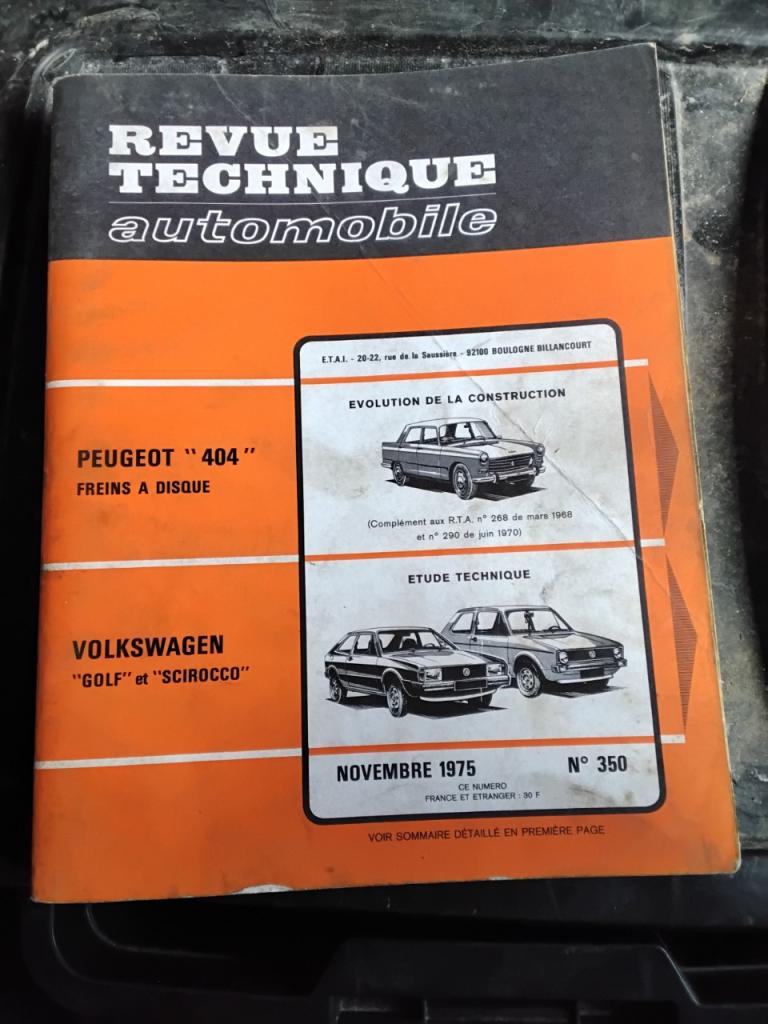 REVUE
TECHNIQUE
automobile
E.T.A.I. - 20-22, rue de la Saussière - 92100 BOULOGNE BILLANCOURT
EVOLUTION DE LA CONSTRUCTION
PEUGEOT "404"
FREINS A DISQUE
(Complément aux R.T.A. n° 268 de mars 1968
et n° 290 de juin 1970)
ETUDE TECHNIQUE
VOLKSWAGEN
"GOLF" et "SCIROCCO"
NOVEMBRE 1975 N° 350
CE NUMERO
FRANCE ET ETRANGER : 30 F
VOIR SOMMAIRE DÉTAILLÉ EN PREMIÈRE PAGE